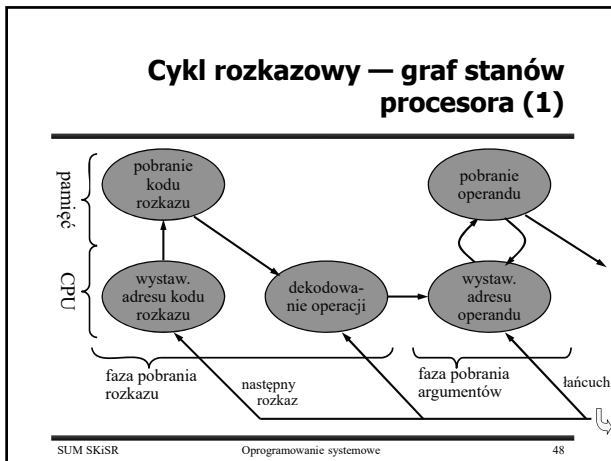 Cykl rozkazowy — graf stanów
procesora (1)
pamięć
CPU
pobranie
kodu
rozkazu
pobranie
operandu
wystaw.
adresu kodu
rozkazu
dekodowa-
nie operacji
wystaw.
adresu
operandu
faza pobrania
rozkazu
następny
rozkaz
faza pobrania
argumentów
łańcuch
SUM SKiSR
Oprogramowanie systemowe
48